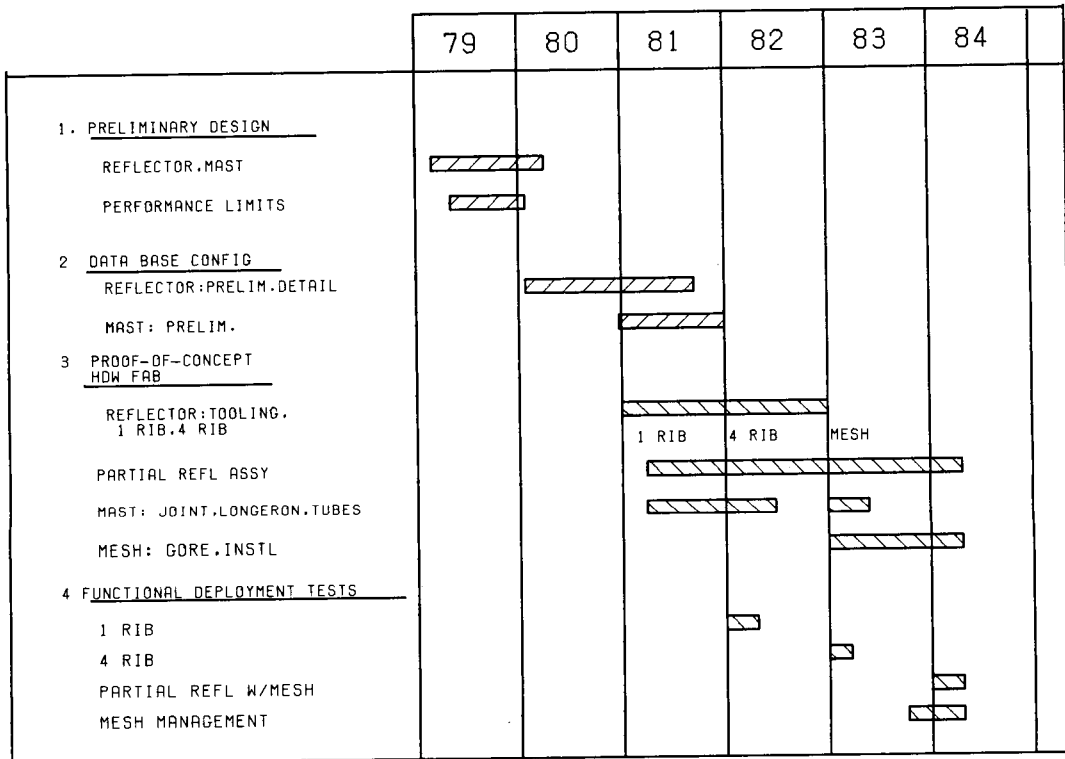 79 80 81 82 83 84
1. PRELIMINARY DESIGN
REFLECTOR.MAST
PERFORMANCE LIMITS
2 DATA BASE CONFIG
REFLECTOR:PRELIM.DETAIL
MAST: PRELIM.
3 PROOF-OF-CONCEPT
HDW FAB
REFLECTOR:TOOLING.
1 RIB.4 RIB
1 RIB 4 RIB MESH
PARTIAL REFL ASSY
MAST: JOINT.LONGERON.TUBES
MESH: GORE.INSTL
4 FUNCTIONAL DEPLOYMENT TESTS
1 RIB
4 RIB
PARTIAL REFL W/MESH
MESH MANAGEMENT